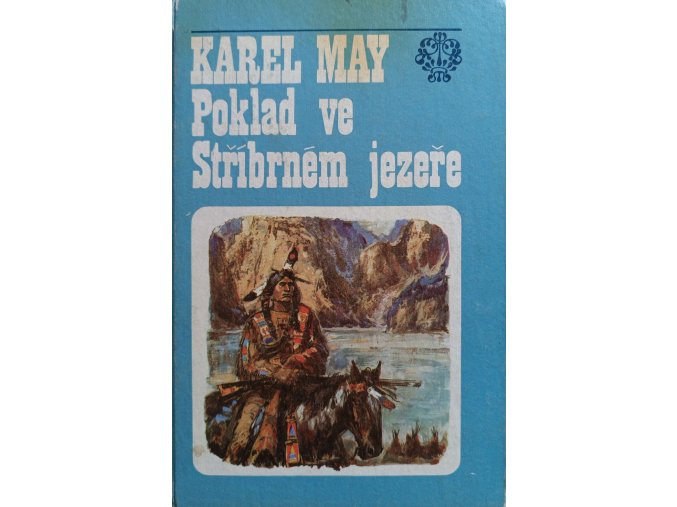 KAREL MAY
Poklad ve
Stříbrném jezeře